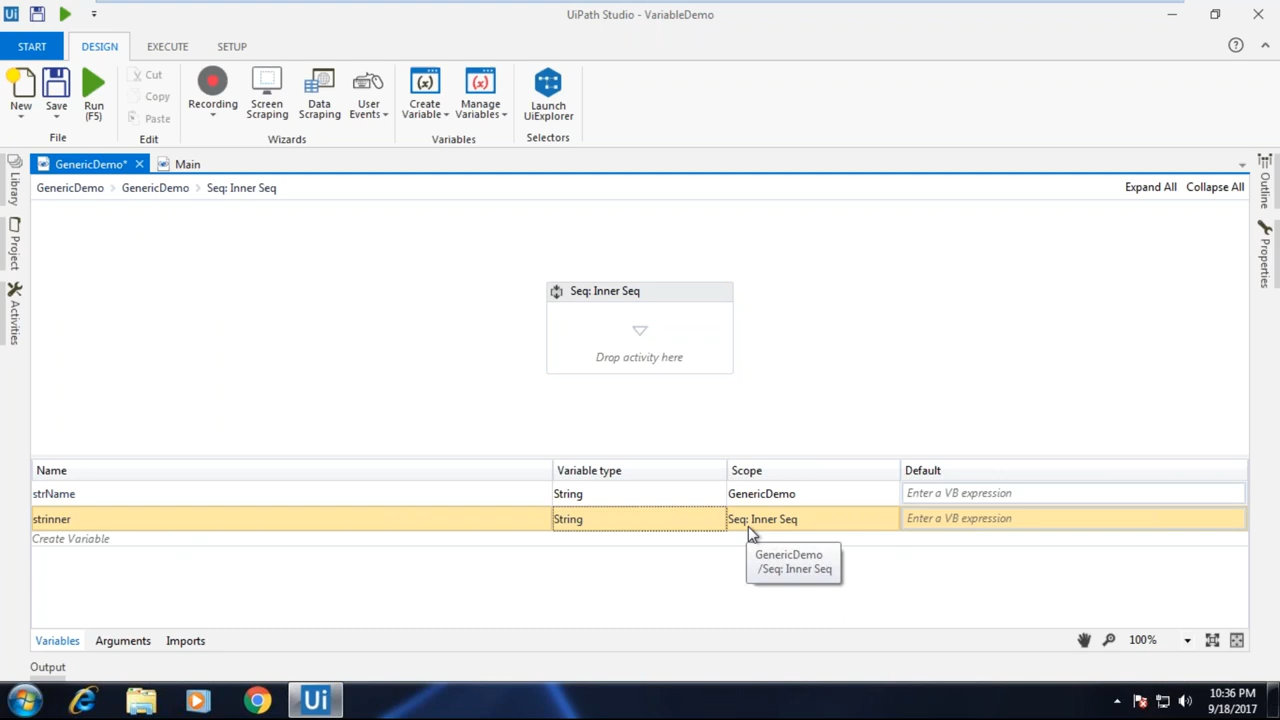 Ui
UiPath Studio - VariableDemo
START DESIGN EXECUTE SETUP
New
Save
Run
(F5)
File
Cut
Copy
Paste
Edit
Recording
Screen
Scraping
Data
Scraping
User
Events
Wizards
(x) Create
Variable
(x) Manage
Variables
Variables
Launch
UiExplorer
Selectors
GenericDemo* Main
GenericDemo > GenericDemo > Seq: Inner Seq
Expand All Collapse All
Library
Project
Activities
Outline
Properties
Seq: Inner Seq
Drop activity here
Name Variable type Scope Default
strName String GenericDemo Enter a VB expression
strinner String Seq: Inner Seq Enter a VB expression
Create Variable
GenericDemo
/Seq: Inner Seq
Variables Arguments Imports 100%
Output
Ui
10:36 PM
9/18/2017